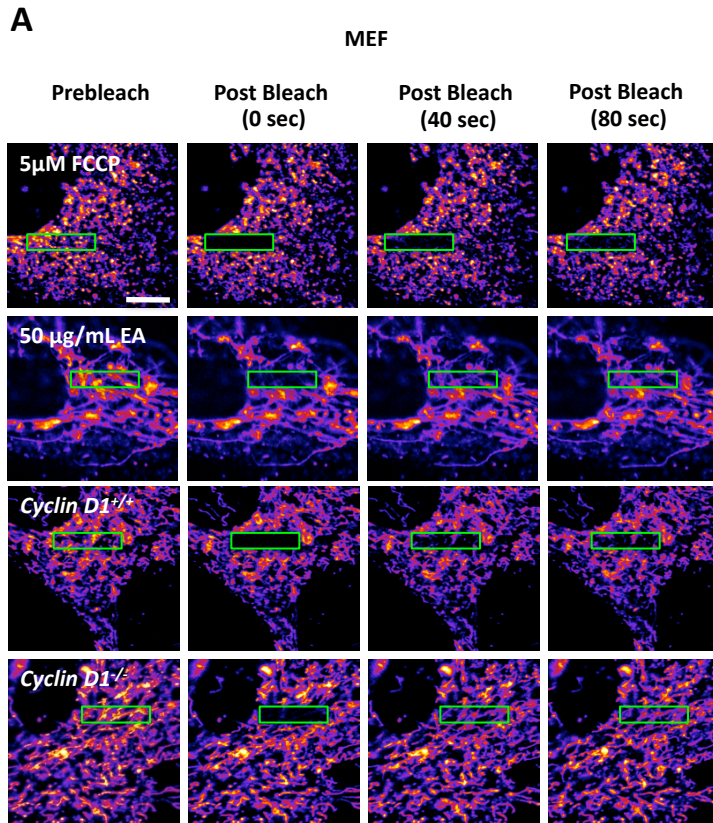 A
MEF
Prebleach
Post Bleach
(0 sec)
Post Bleach
(40 sec)
Post Bleach
(80 sec)
5µM FCCP
50 µg/mL EA
Cyclin D1+/+
Cyclin D1-/-